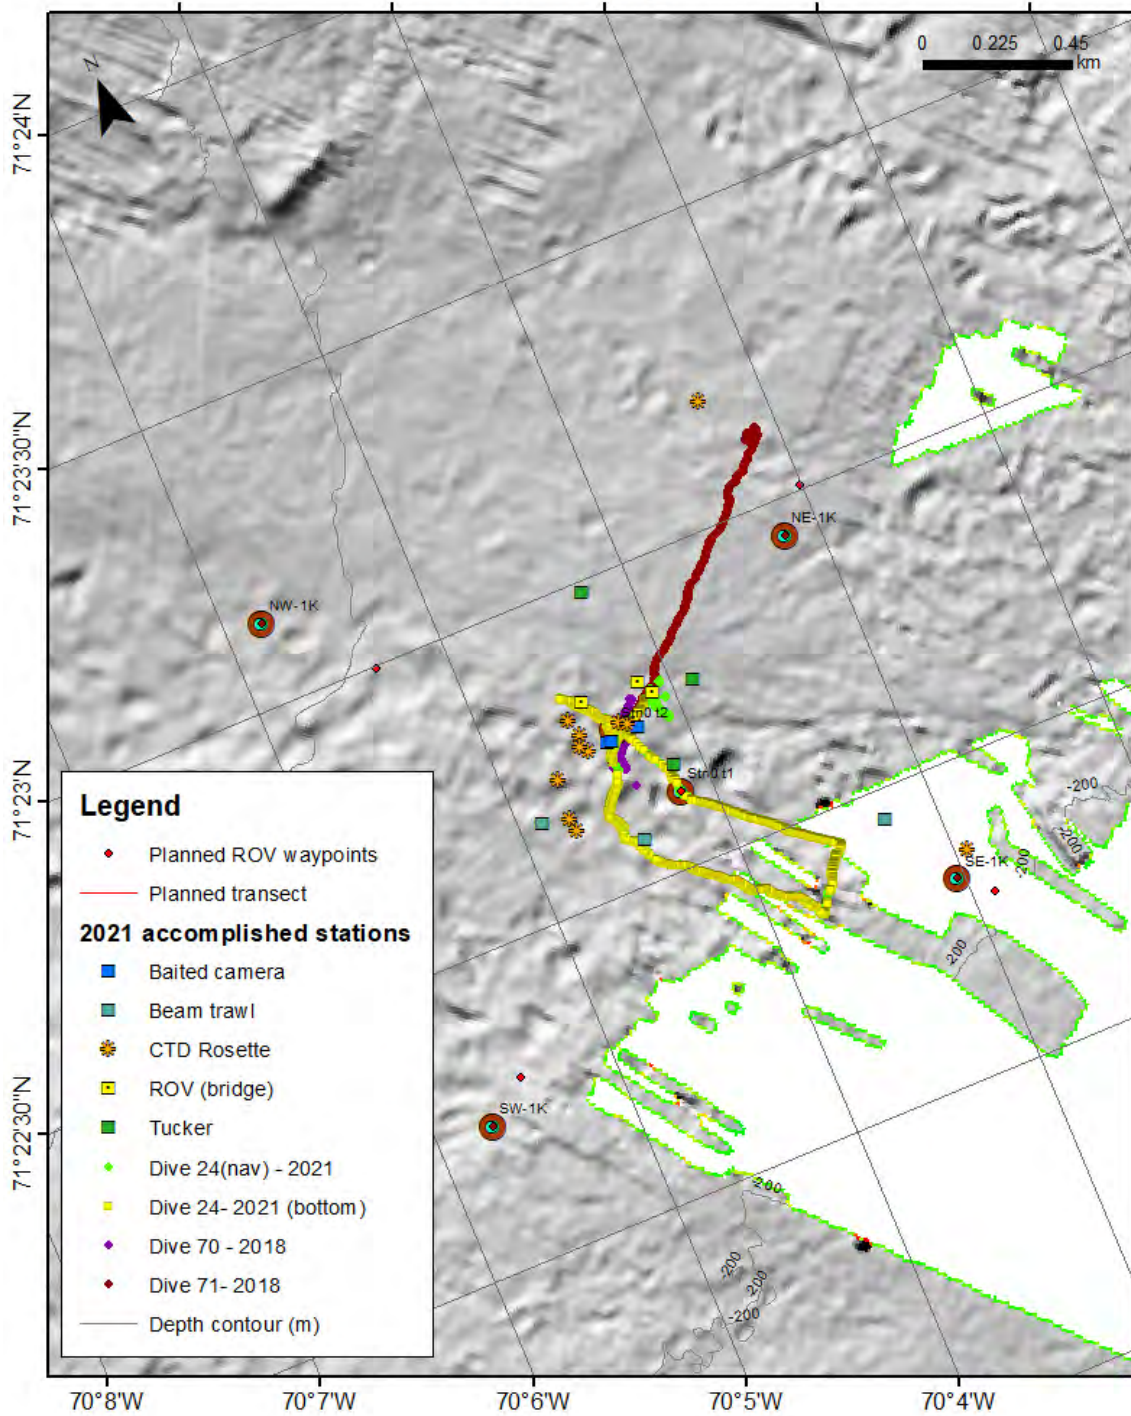 0 0.225 0.45
km
N
71°24'N
71°23'30"N
71°23'N
71°22'30"N
NE-1K
NW-1K
Stn0 t1
SE-1K
SW-1K
-200
-200
-200
-200
-200
-200
-200
-200
Legend
Planned ROV waypoints
Planned transect
2021 accomplished stations
Baited camera
Beam trawl
CTD Rosette
ROV (bridge)
Tucker
Dive 24(nav) - 2021
Dive 24- 2021 (bottom)
Dive 70 - 2018
Dive 71- 2018
Depth contour (m)
70°8'W 70°7'W 70°6'W 70°5'W 70°4'W